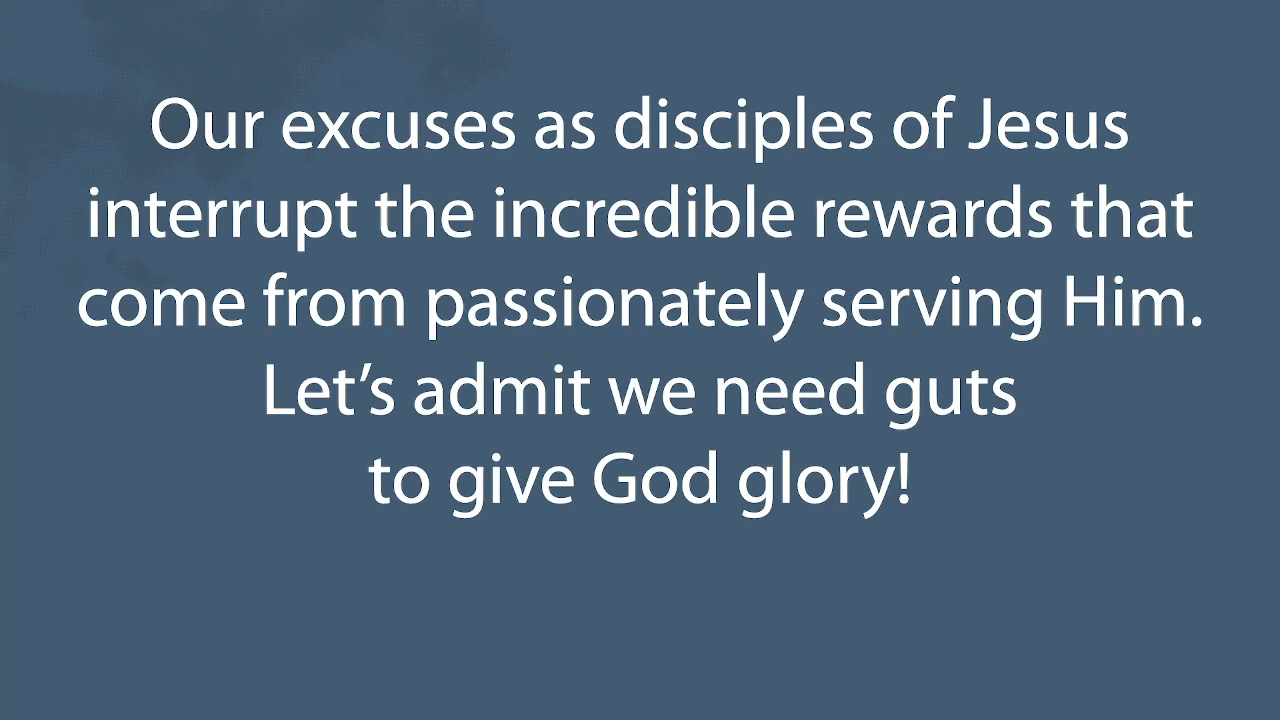 Our excuses as disciples of Jesus
interrupt the incredible rewards that
come from passionately serving Him.
Let’s admit we need guts
to give God glory!